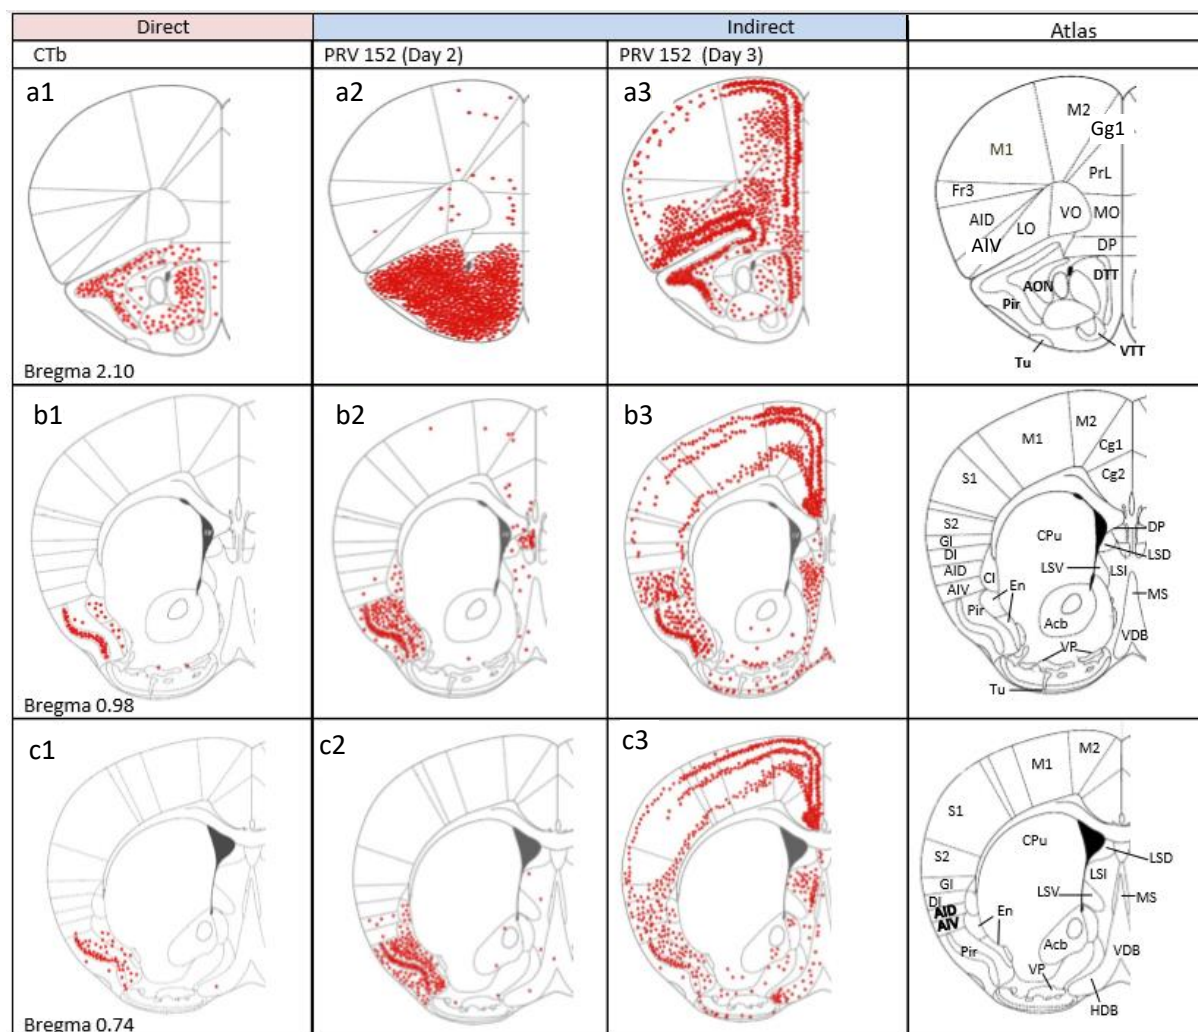 Direct
Indirect
Atlas
CTb
PRV 152 (Day 2)
PRV 152 (Day 3)
a1
a2
a3
M2
Gg1
M1
PrL
Fr3
VO
MO
AID
LO
AIV
DP
DTT
AON
Pir
VTT
Tu
Bregma 2.10
b1
b2
b3
M2
M1
Cg1
S1
Cg2
S2
DP
GI
CPu
DI
LSD
AID
LSV
LSI
CI
AIV
En
MS
Pir
Acb
VDB
VP
Tu
Bregma 0.98
c1
c2
c3
M2
M1
S1
CPu
S2
LSD
LSI
GI
LSV
MS
DI
AID
En
AIV
Acb
Pir
VDB
VP
HDB
Bregma 0.74